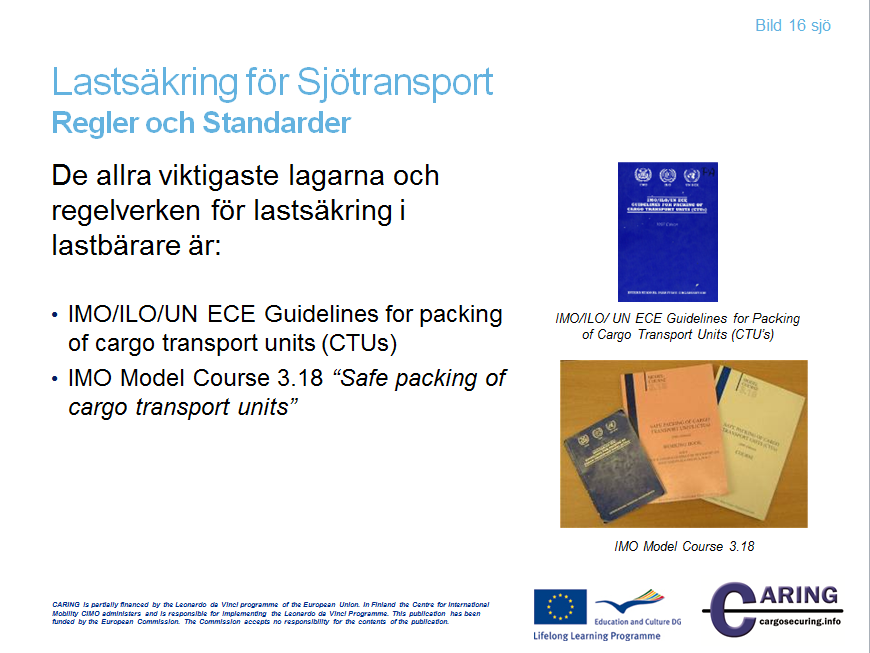 Bild 16 sjö
Lastsäkring för Sjötransport
Regler och Standarder
De allra viktigaste lagarna och
regelverken för lastsäkring i
lastbärare är:
• IMO/ILO/UN ECE Guidelines for packing
of cargo transport units (CTUs)
• IMO Model Course 3.18 “Safe packing of
cargo transport units”
IMO/ILO/UN ECE
GUIDELINES FOR PACKING OF
CARGO TRANSPORT UNITS (CTUs)
IMO/ILO/ UN ECE Guidelines for Packing
of Cargo Transport Units (CTU’s)
MODEL
COURSE
SAFE PACKING OF CARGO
TRANSPORT UNITS (CTUs)
MODEL
COURSE
SAFE PACKING OF CARGO
TRANSPORT UNITS (CTUs)
COURSE
IMO Model Course 3.18
CARING is partially financed by the Leonardo da Vinci programme of the European Union. In Finland the Centre for International
Mobility CIMO administers and is responsible for implementing the Leonardo da Vinci Programme. This publication has been
funded by the European Commission. The Commission accepts no responsibility for the contents of the publication.
Education and Culture DG
Lifelong Learning Programme
CARING
cargosecuring.info